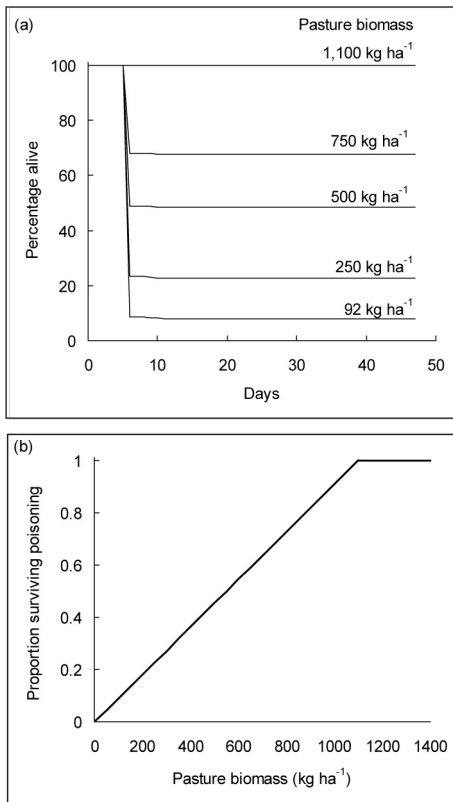 (a)
Pasture biomass
1,100 kg ha⁻¹
750 kg ha⁻¹
500 kg ha⁻¹
250 kg ha⁻¹
92 kg ha⁻¹
Percentage alive
100
80
60
40
20
0
0 10 20 30 40 50
Days
(b)
Proportion surviving poisoning
1
0.8
0.6
0.4
0.2
0
0 200 400 600 800 1000 1200 1400
Pasture biomass (kg ha⁻¹)